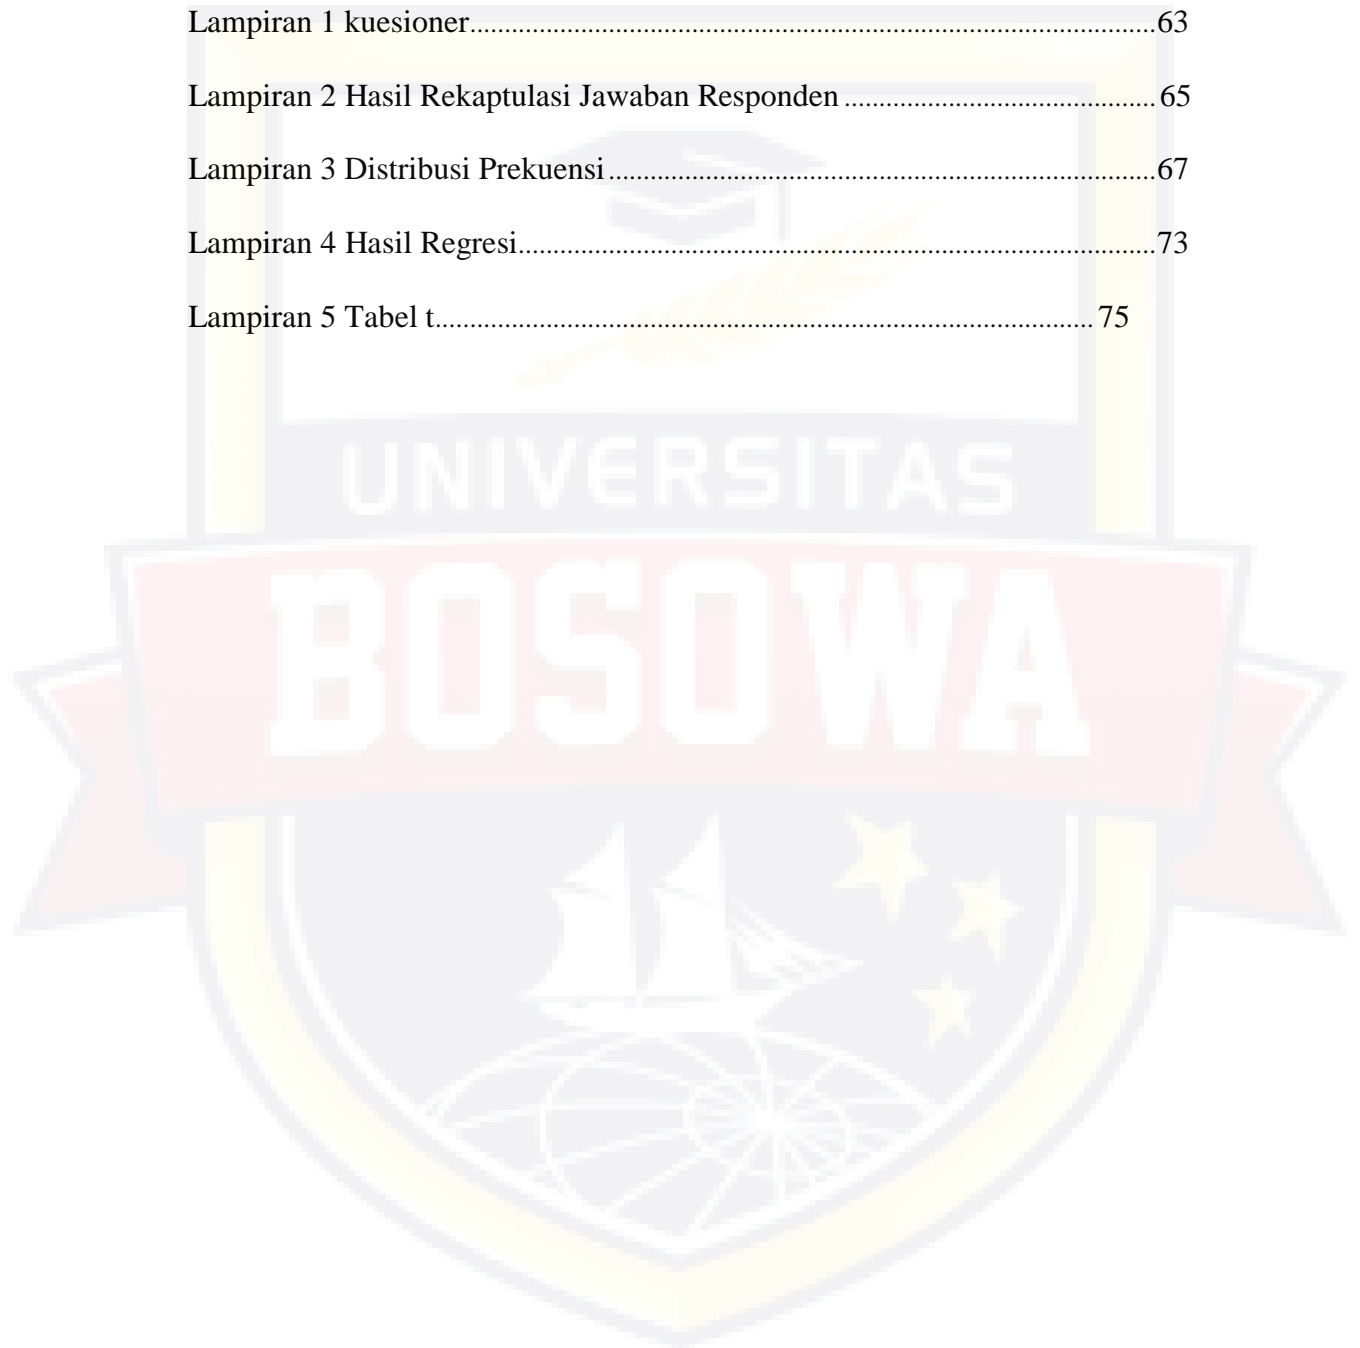 Lampiran 1 kuesioner....................................................................................................63
Lampiran 2 Hasil Rekaptulasi Jawaban Responden.............................................65
Lampiran 3 Distribusi Prekuensi...............................................................................67
Lampiran 4 Hasil Regresi............................................................................................73
Lampiran 5 Tabel t...............................................................................................75
UNIVERSITAS
BOSOWA